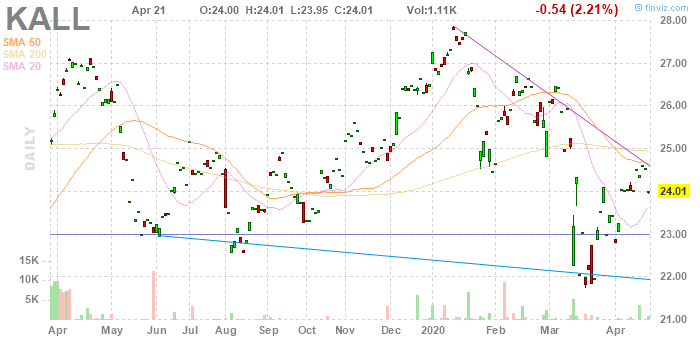 © finviz.com
KALL
Apr 21 O:24.00 H:24.01 L:23.95 C:24.01 Vol:1.11K -0.54 (2.21%)
SMA 50
SMA 200
SMA 20
DAILY
28.00
27.00
26.00
25.00
24.01
23.00
22.00
21.00
15K
10K
5K
Apr May Jun Jul Aug Sep Oct Nov Dec 2020 Feb Mar Apr